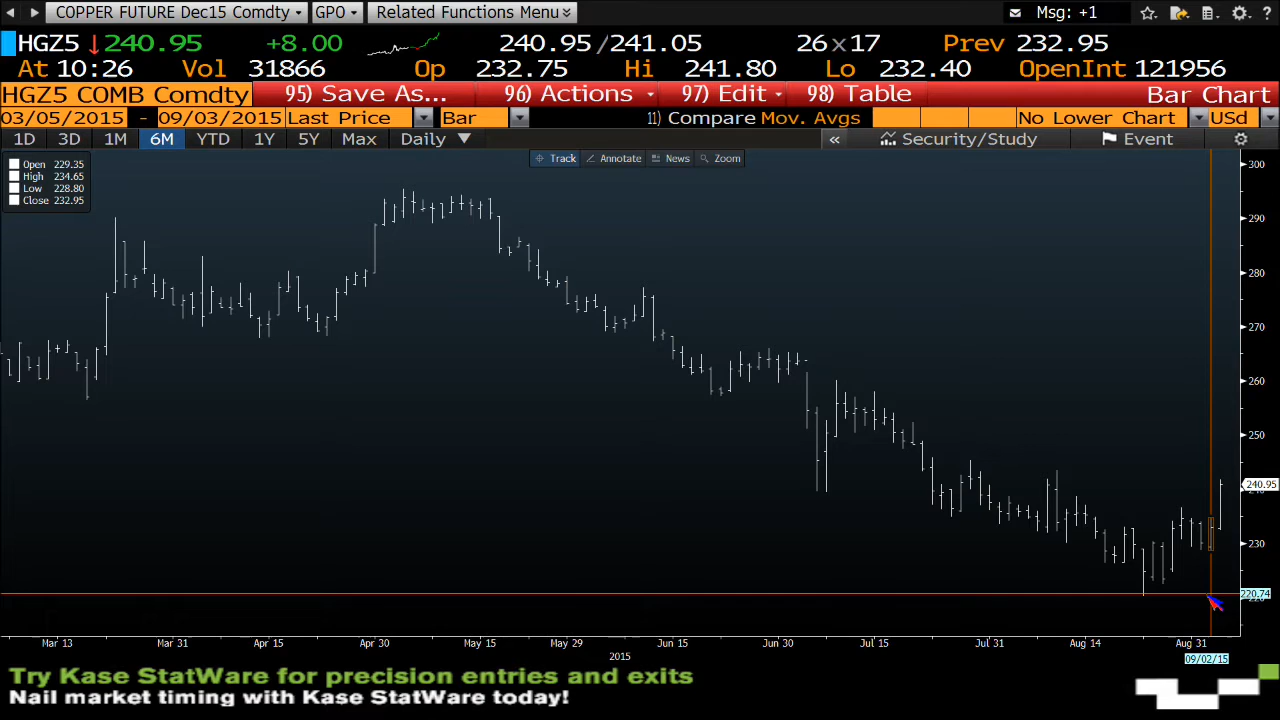 COPPER FUTURE Dec15 Comdty GPO Related Functions Menu Msg: +1 ?
HGZ5 ↓240.95 +8.00 240.95/241.05 26x17 Prev 232.95
At 10:26 Vol 31866 Op 232.75 Hi 241.80 Lo 232.40 OpenInt 121956
HGZ5 COMB Comdty 95) Save As... 96) Actions 97) Edit 98) Table Bar Chart
03/05/2015 - 09/03/2015 Last Price Bar 11) Compare Mov. Avgs No Lower Chart USd
1D 3D 1M 6M YTD 1Y 5Y Max Daily ▼ « Security/Study Event
Track Annotate News Zoom
Open 229.35
High 234.65
Low 228.80
Close 232.95
300
290
280
270
260
250
240.95
240
230
220.74
Mar 13 Mar 31 Apr 15 Apr 30 May 15 May 29 Jun 15 Jun 30 Jul 15 Jul 31 Aug 14 Aug 31
2015 09/02/15
Try Kase StatWare for precision entries and exits
Nail market timing with Kase StatWare today!